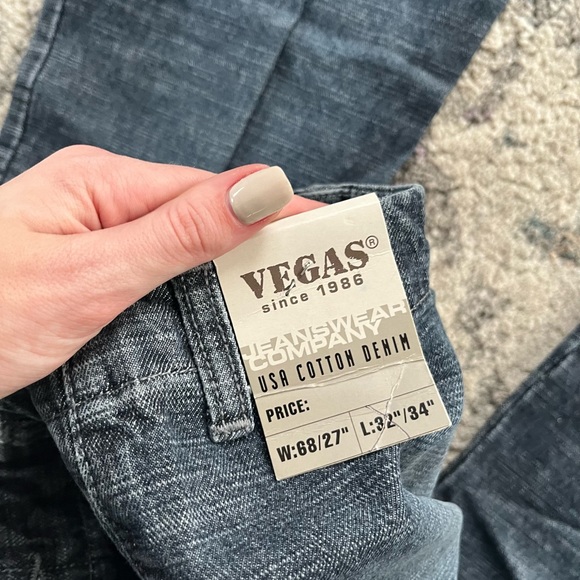 VEGAS®
since 1986
JEANSWEAR
COMPANY
USA COTTON DENIM
PRICE:
W:68/27" L:32"/34"